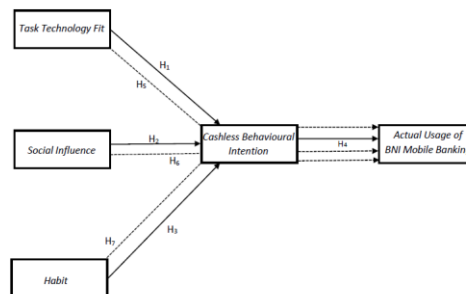 Task Technology Fit
H1
H5
Social Influence
H2
H6
Cashless Behavioural
Intention
H4
Actual Usage of
BNI Mobile Banking
H7
H3
Habit